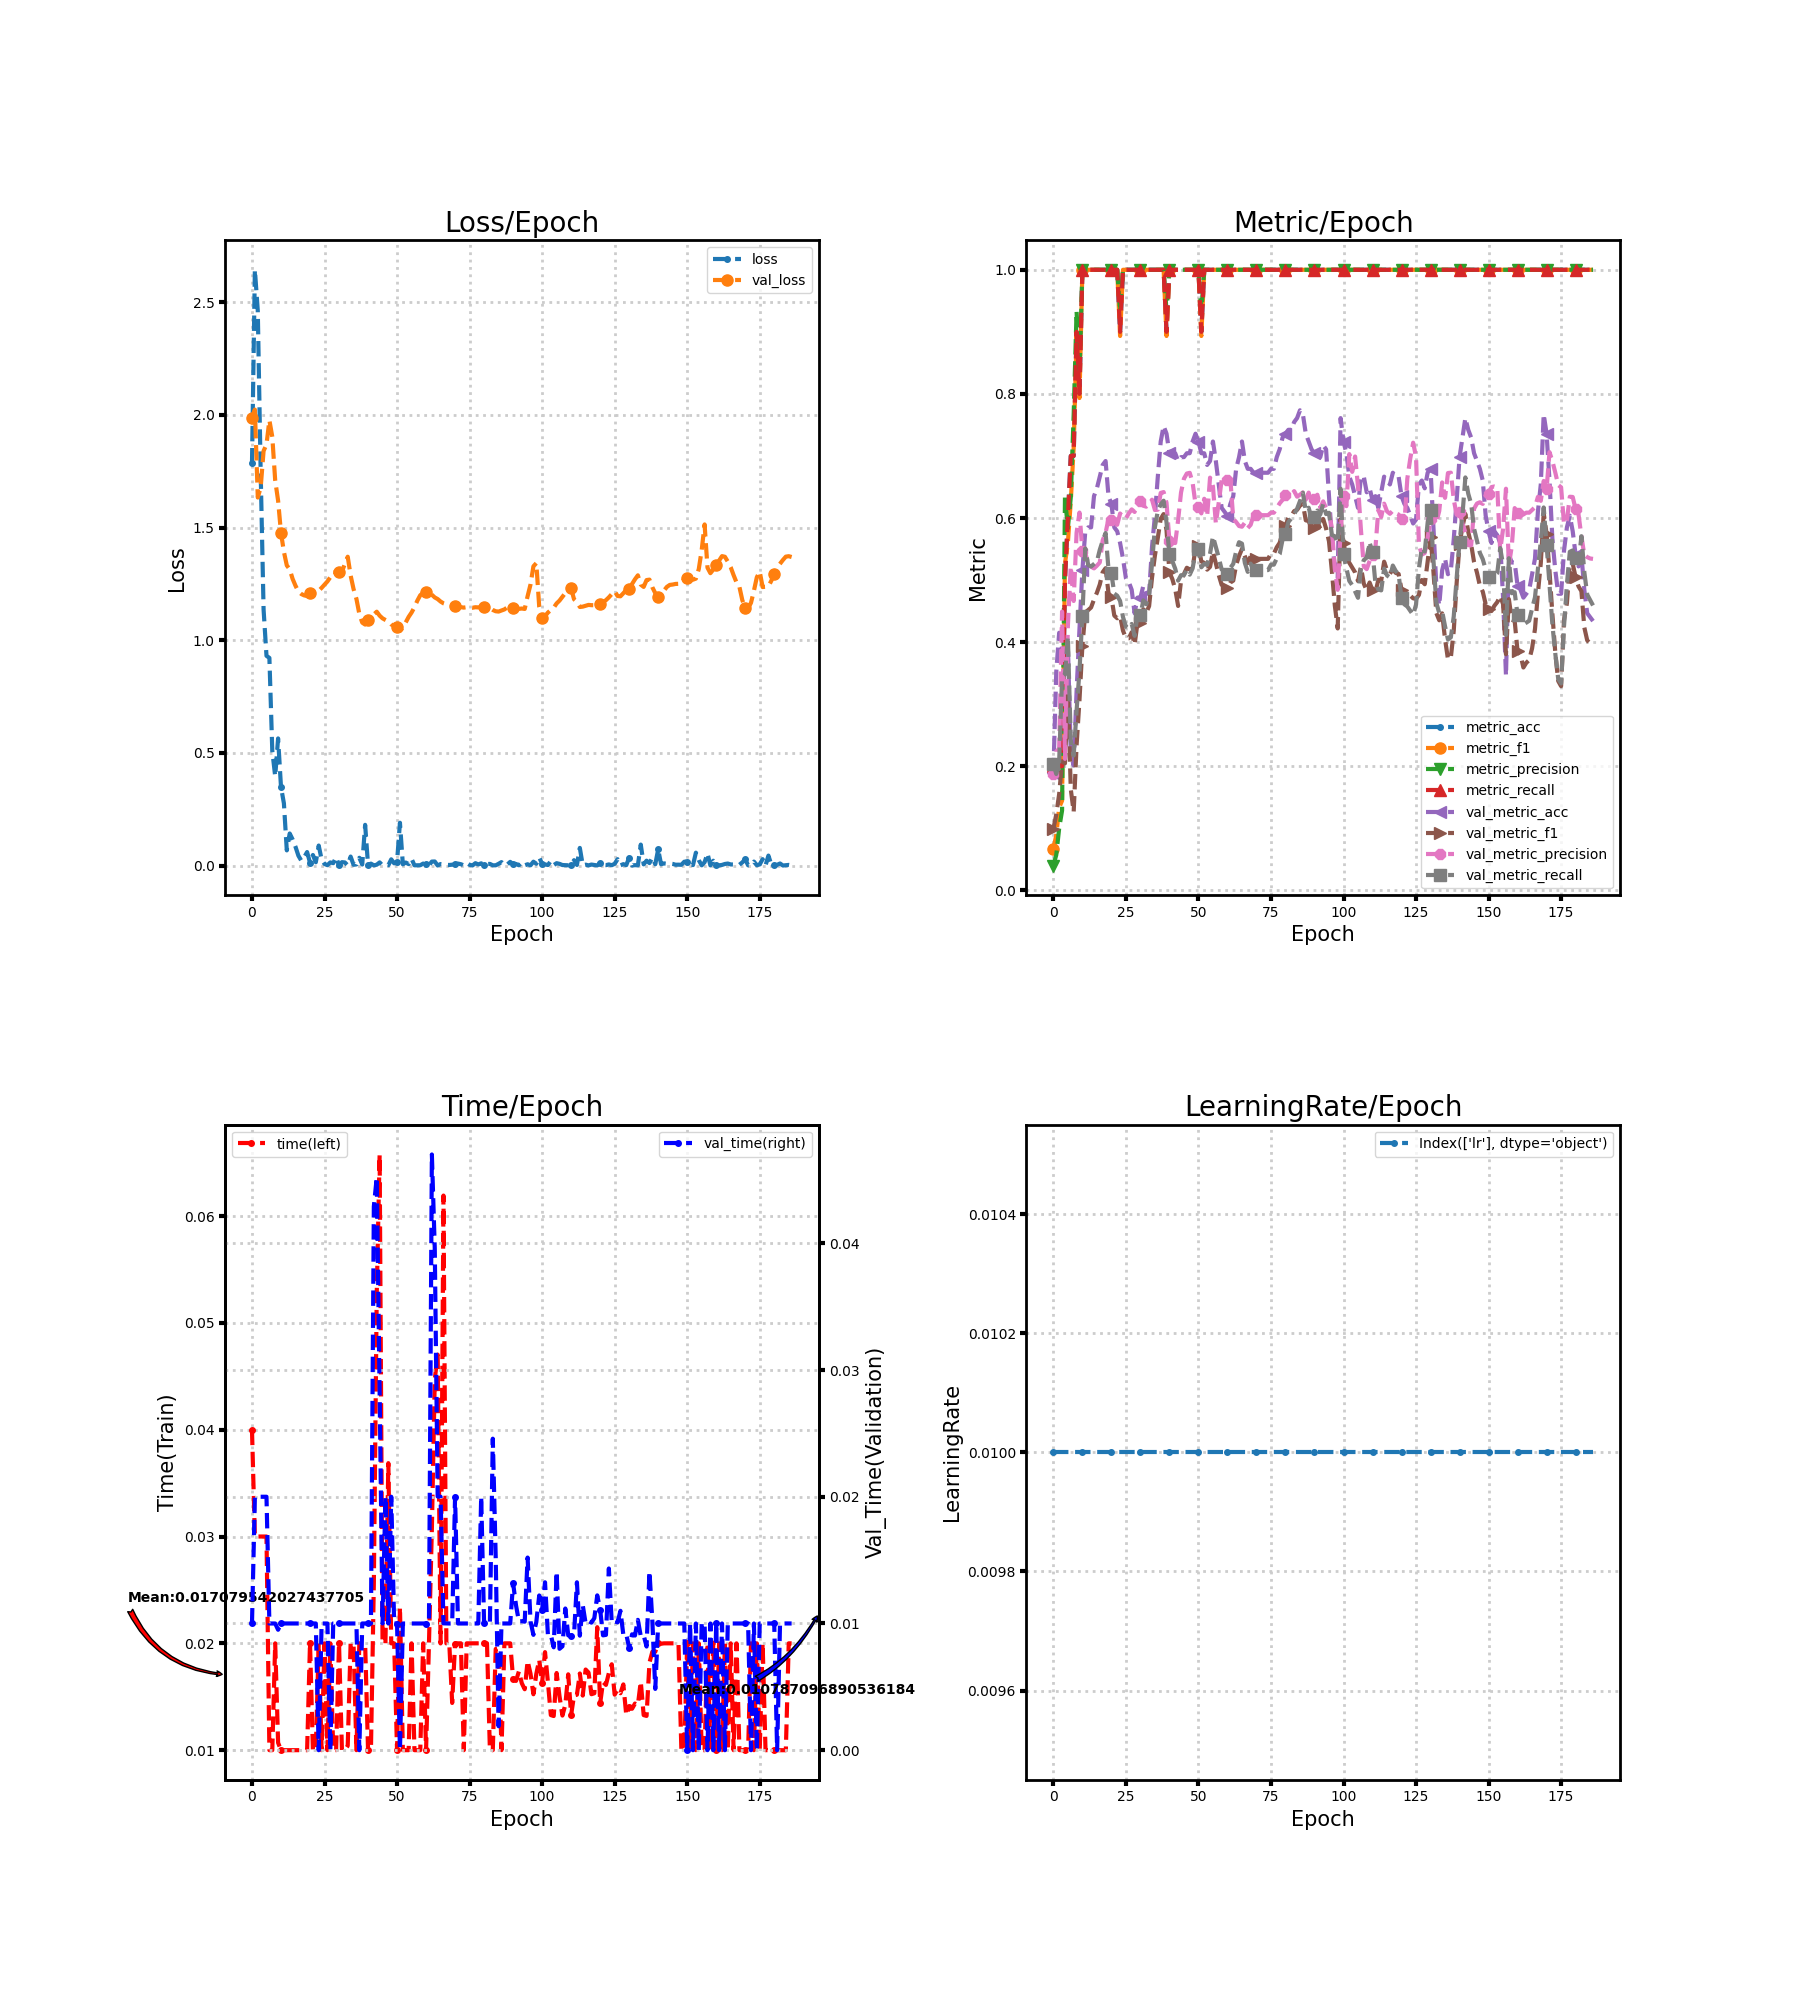 Loss/Epoch
loss
val_loss
2.5
2.0
1.5
1.0
0.5
0.0
Loss
0 25 50 75 100 125 150 175
Epoch
Metric/Epoch
1.0
0.8
0.6
0.4
0.2
0.0
Metric
metric_acc
metric_f1
metric_precision
metric_recall
val_metric_acc
val_metric_f1
val_metric_precision
val_metric_recall
0 25 50 75 100 125 150 175
Epoch
Time/Epoch
time(left)
val_time(right)
0.06
0.05
0.04
0.03
0.02
0.01
Time(Train)
0.04
0.03
0.02
0.01
0.00
Val_Time(Validation)
Mean:0.017079542027437705
Mean:0.010787096890536184
0 25 50 75 100 125 150 175
Epoch
LearningRate/Epoch
Index(['lr'], dtype='object')
0.0104
0.0102
0.0100
0.0098
0.0096
LearningRate
0 25 50 75 100 125 150 175
Epoch